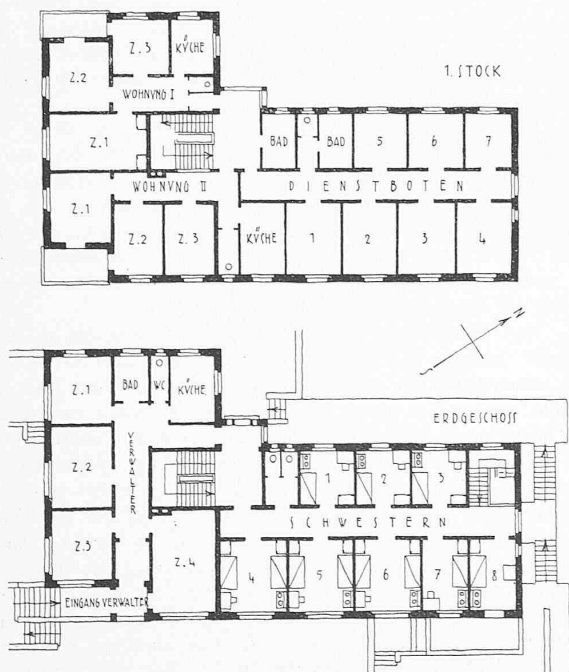 Z.3 KÜCHE
Z.2
1. STOCK
WOHNUNG I
Z.1 BAD BAD 5 6 7
WOHNUNG II DIENSTBOTEN
Z.1
Z.2 Z.3 KÜCHE 1 2 3 4
N
Z.1 BAD WC KÜCHE
ERDGESCHOSS
VERWALTER
Z.2 1 2 3
SCHWESTERN
Z.3 Z.4 4 5 6 7 8
EINGANG VERWALTER